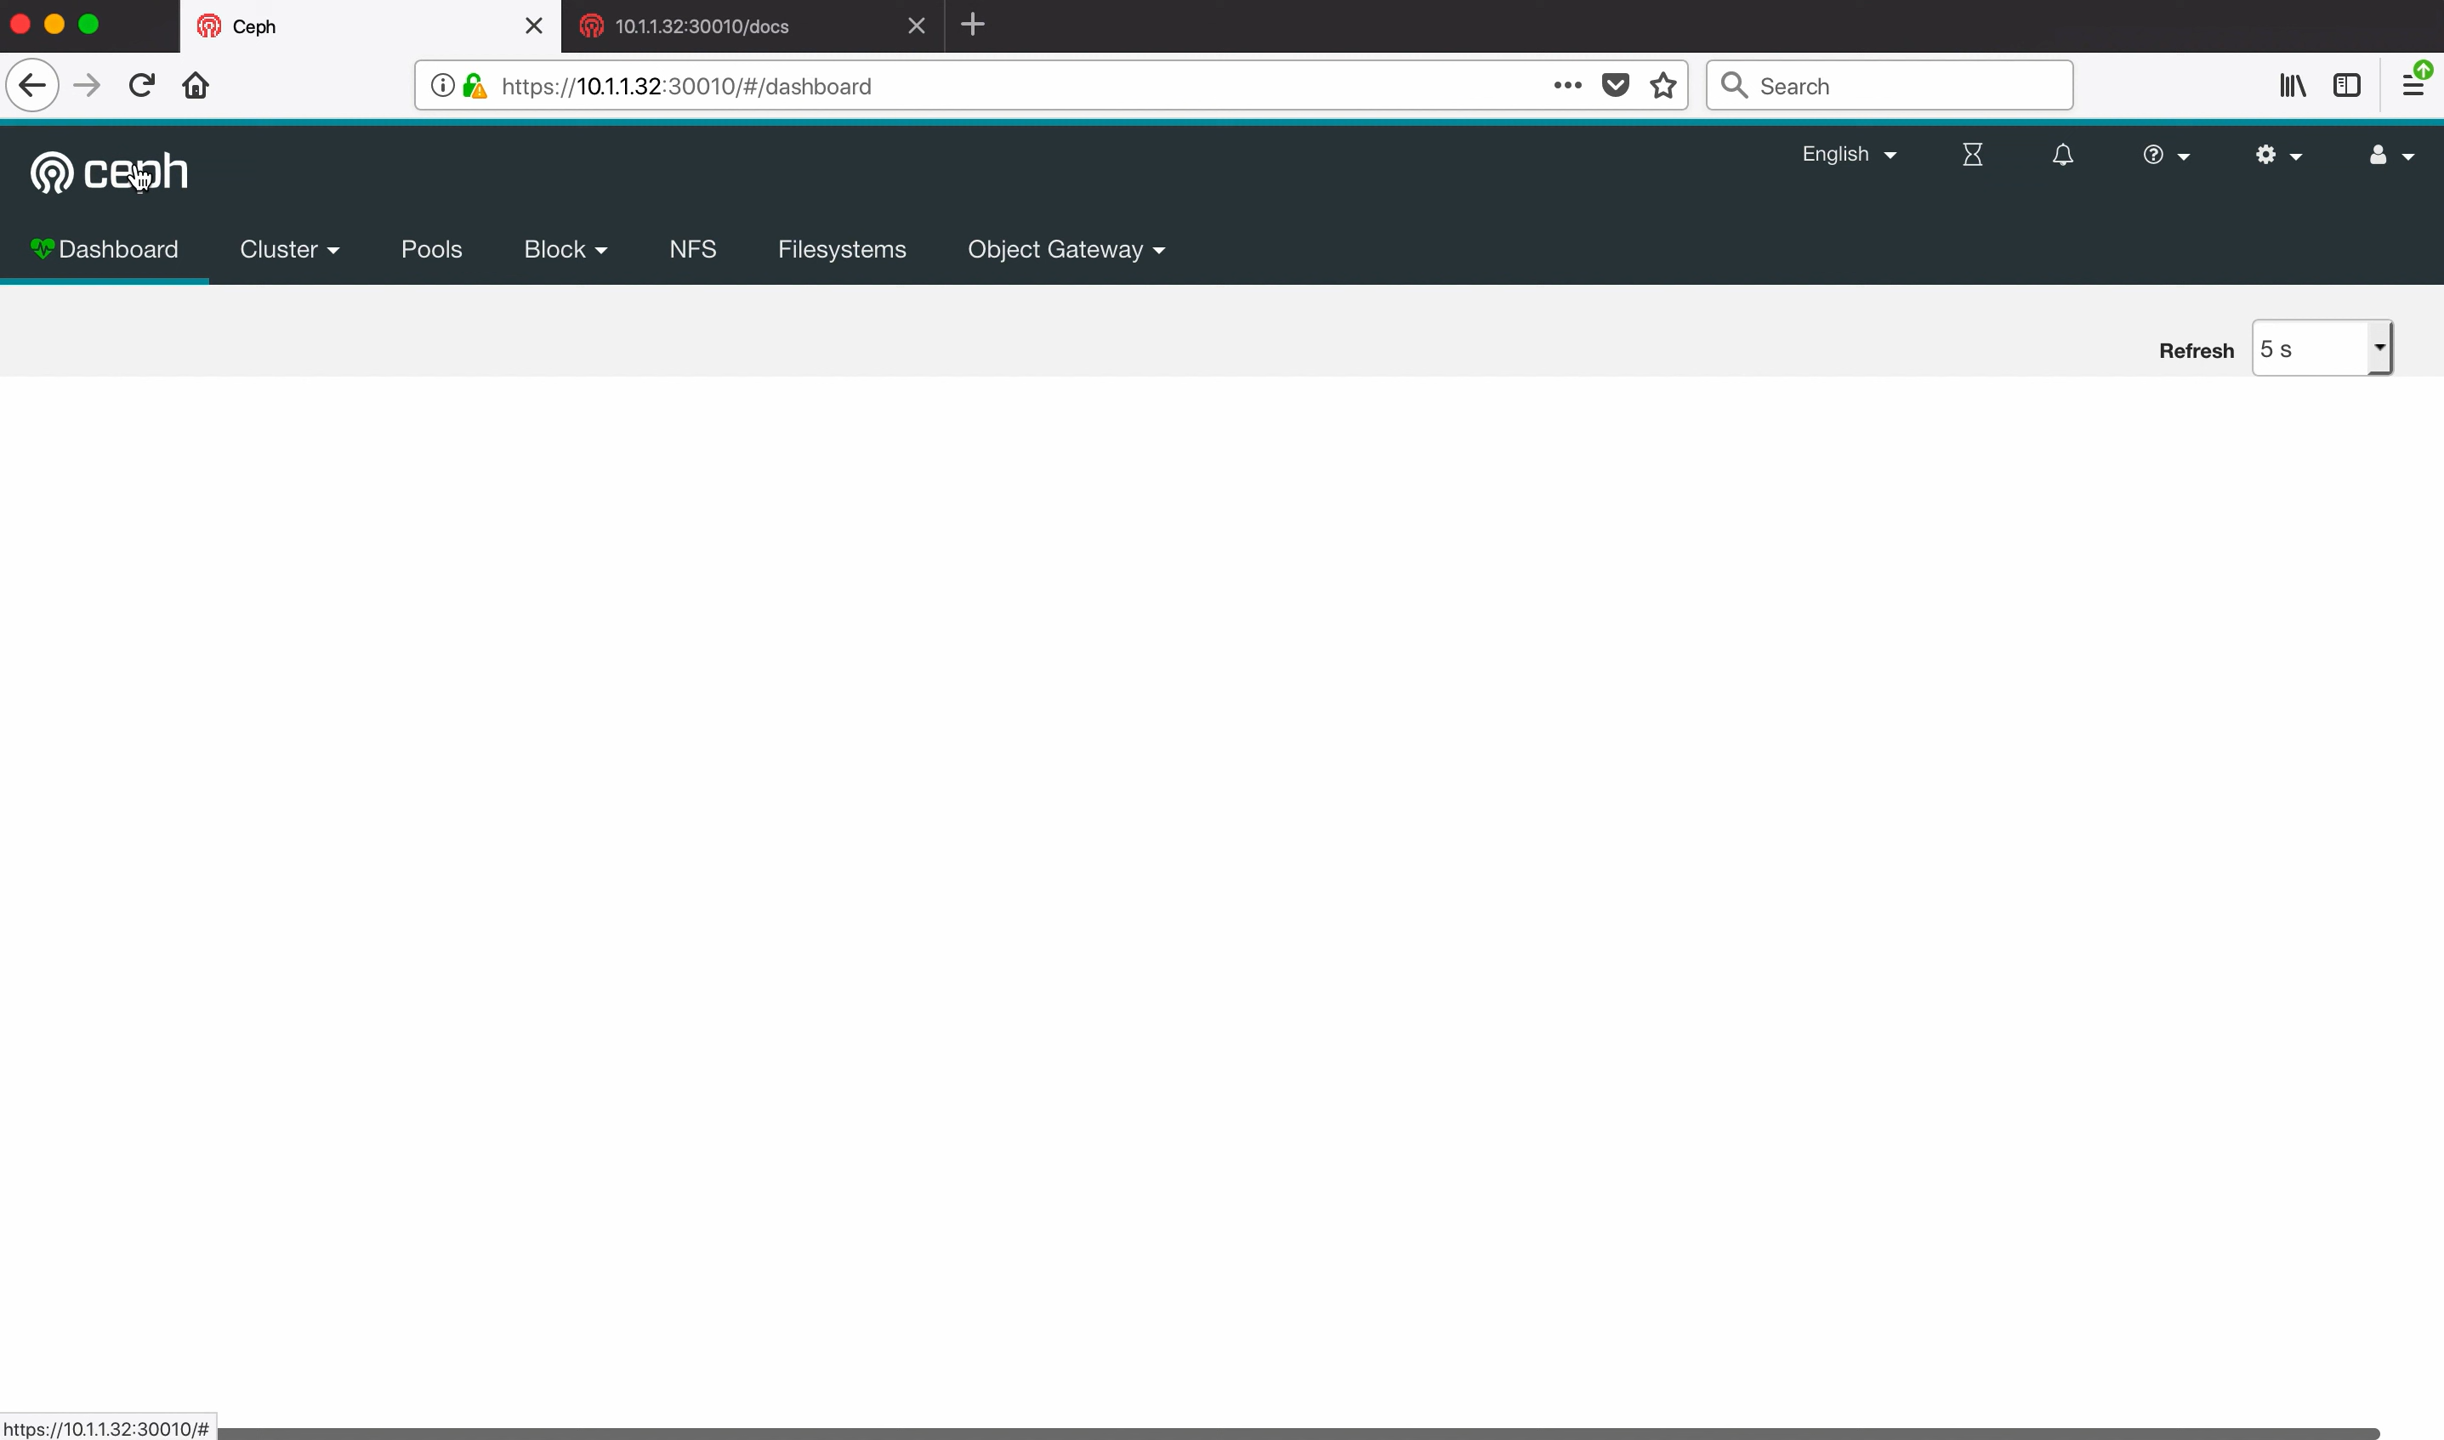 Ceph
10.1.1.32:30010/docs
https://10.1.1.32:30010/#/dashboard
Search
ceph
English
Dashboard Cluster Pools Block NFS Filesystems Object Gateway
Refresh 5 s
https://10.1.1.32:30010/#